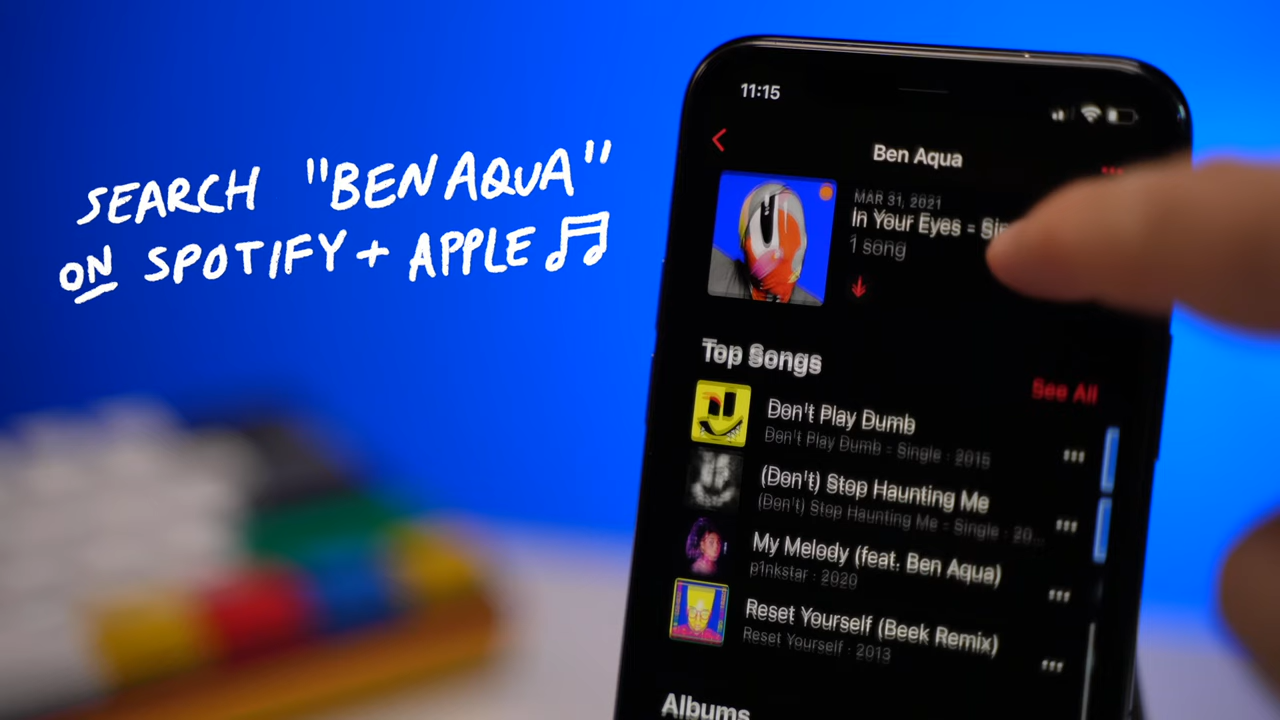 SEARCH "BEN AQUA"
ON SPOTIFY + APPLE
11:15
Ben Aqua
MAR 31, 2021
In Your Eyes - Sin
1 song
Top Songs
See All
Don't Play Dumb
Don't Play Dumb - Single · 2015
(Don't) Stop Haunting Me
(Don't) Stop Haunting Me - Single · 20...
My Melody (feat. Ben Aqua)
p1nkstar · 2020
Reset Yourself (Beek Remix)
Reset Yourself · 2013
Albums